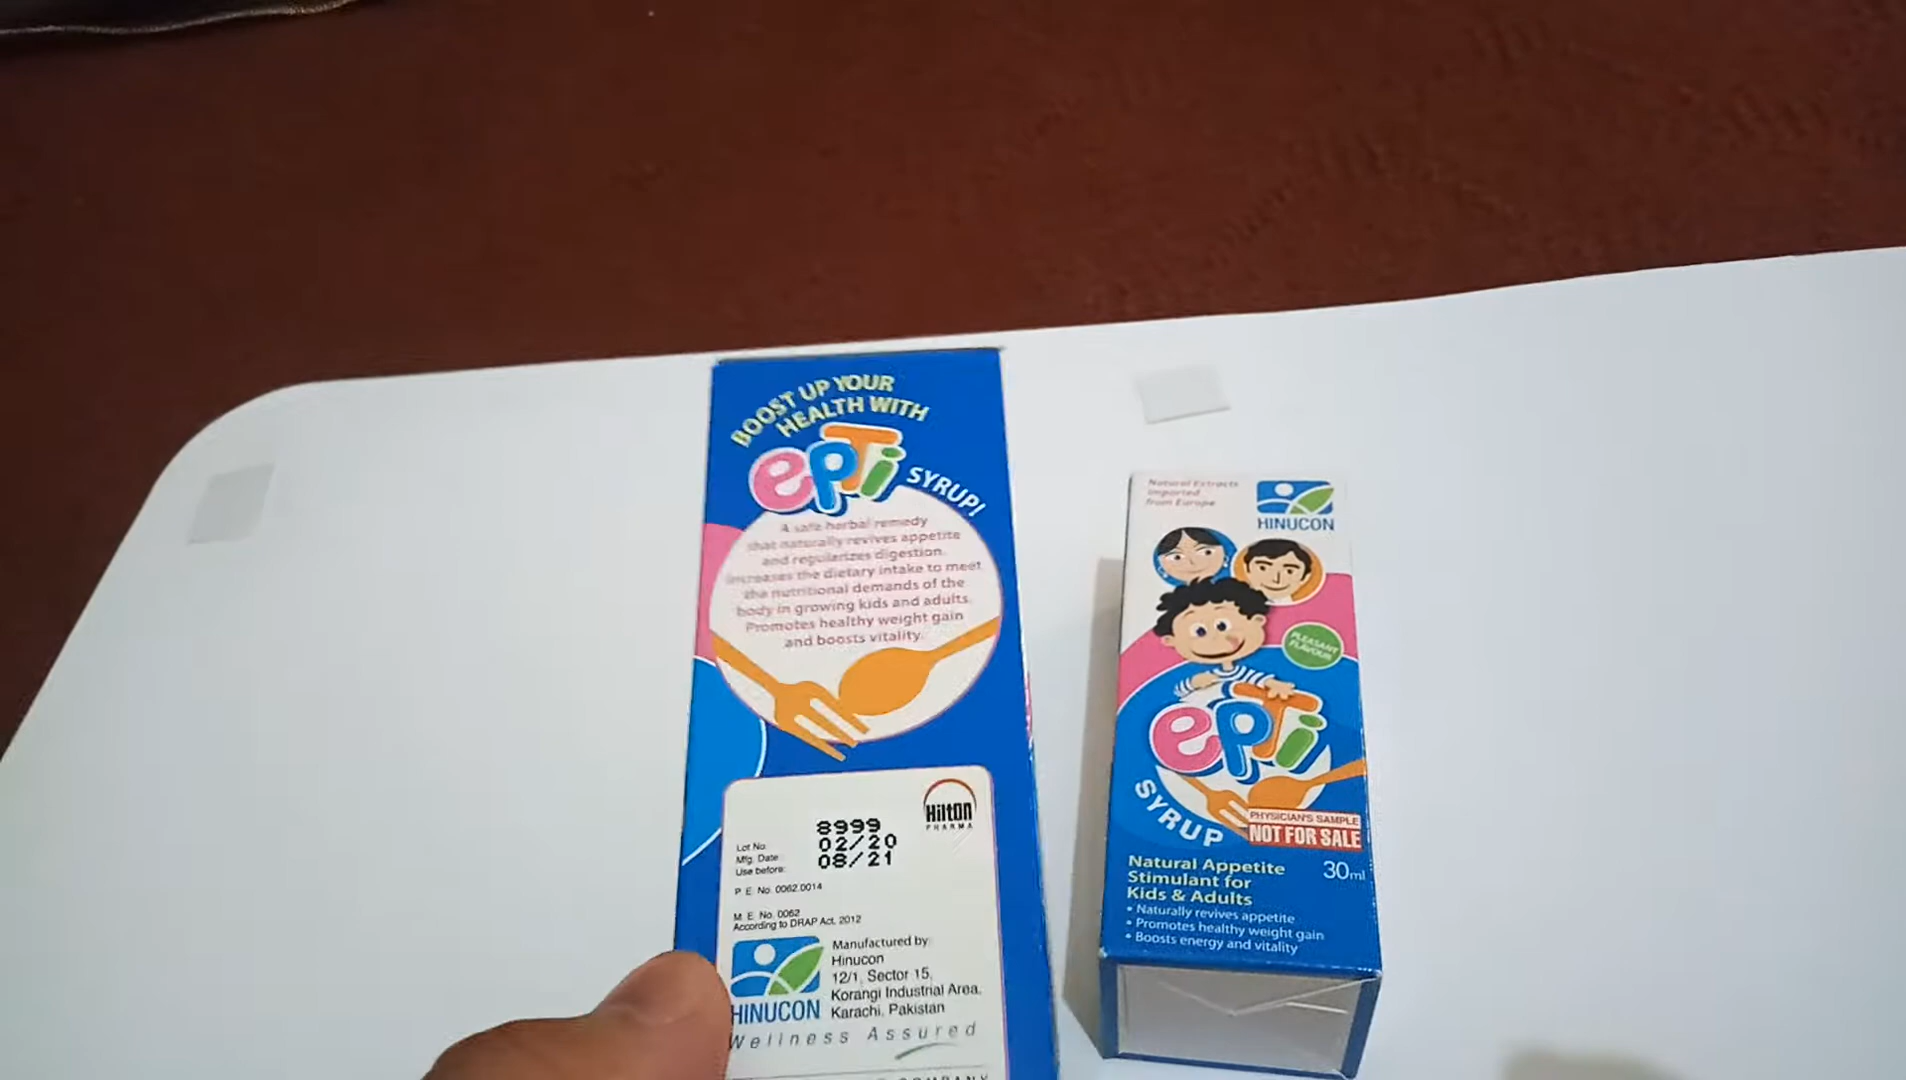 BOOST UP YOUR
HEALTH WITH
epTi SYRUP!
A safe herbal remedy
that naturally revives appetite
and regularizes digestion.
Increases the dietary intake to meet
the nutritional demands of the
body in growing kids and adults.
Promotes healthy weight gain
and boosts vitality.
Hilton
PHARMA
Lot No. 8999
Mfg. Date 02/20
Use before: 08/21
P. E. No. 0062.0014
M. E. No. 0062
According to DRAP Act, 2012
HINUCON
Manufactured by:
Hinucon
12/1, Sector 15,
Korangi Industrial Area,
Karachi, Pakistan
Wellness Assured
COMPANY
Natural Extracts
Imported
from Europe
HINUCON
PLEASANT
FLAVOUR
epTi
SYRUP
PHYSICIAN'S SAMPLE
NOT FOR SALE
Natural Appetite
Stimulant for
Kids & Adults
30ml
• Naturally revives appetite
• Promotes healthy weight gain
• Boosts energy and vitality